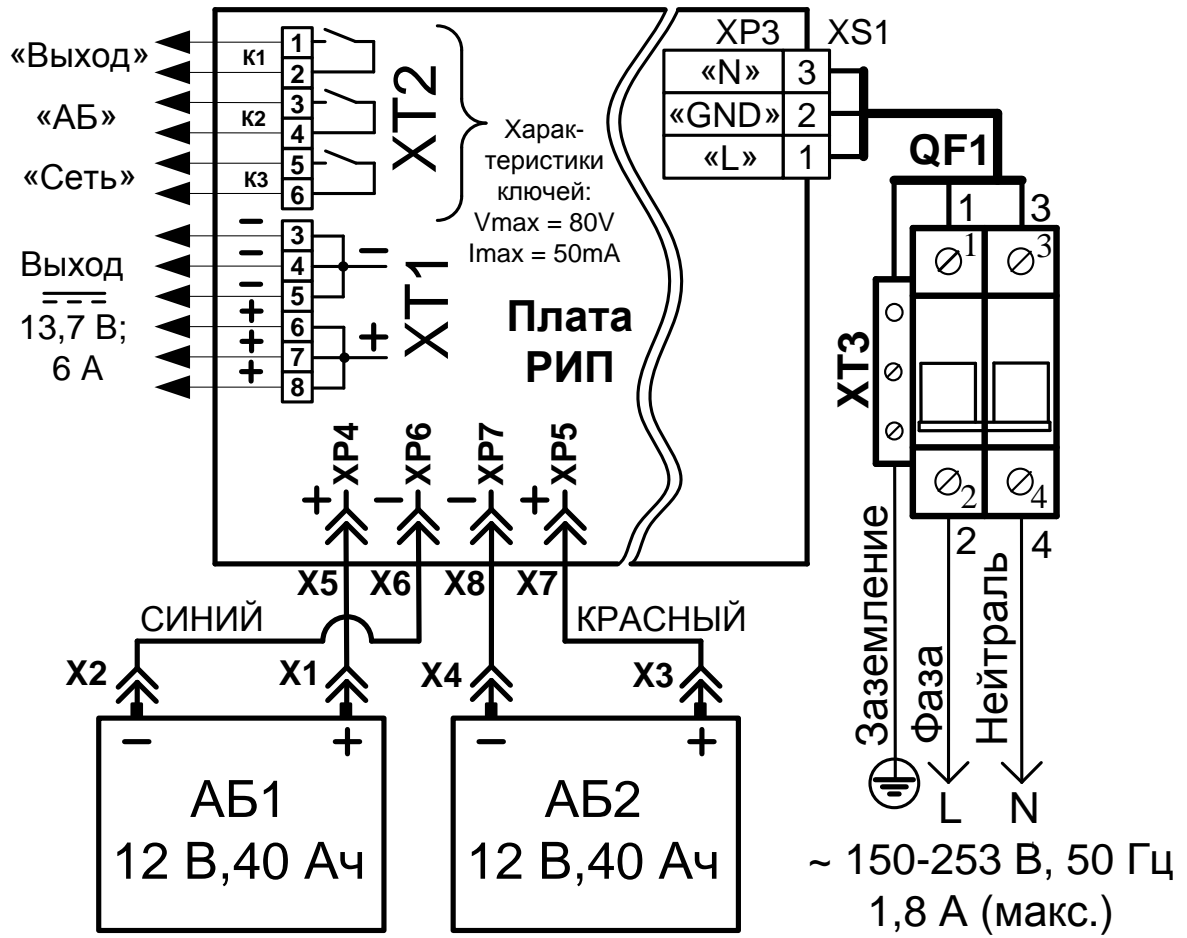 «Выход»
«АБ»
«Сеть»
Выход
13,7 В;
6 А
К1
К2
К3
1
2
3
4
5
6
XT2
Харак-
теристики
ключей:
Vmax = 80V
Imax = 50mA
–
–
–
+
+
+
3
4
5
6
7
8
–
+
XT1
Плата
РИП
XP3
XS1
«N» 3
«GND» 2
«L» 1
QF1
1 3
1 3
XT3
2 4
2 4
Заземление
Фаза
Нейтраль
L N
~ 150-253 В, 50 Гц
1,8 А (макс.)
+ XP4
– XP6
– XP7
+ XP5
X5 X6 X8 X7
СИНИЙ
КРАСНЫЙ
X2 X1 X4 X3
– +
АБ1
12 В,40 Ач
– +
АБ2
12 В,40 Ач